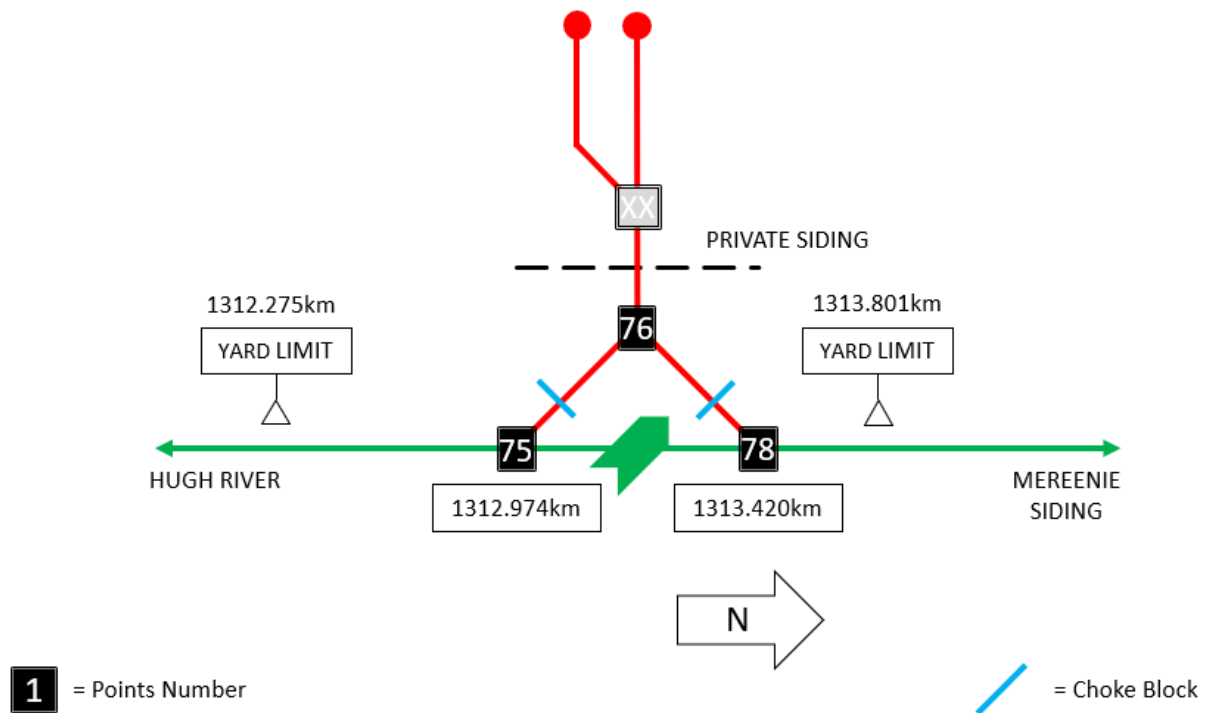 XX
PRIVATE SIDING
76
1312.275km
YARD LIMIT
1313.801km
YARD LIMIT
75
78
HUGH RIVER
MEREENIE
SIDING
1312.974km
1313.420km
N
1 = Points Number
= Choke Block